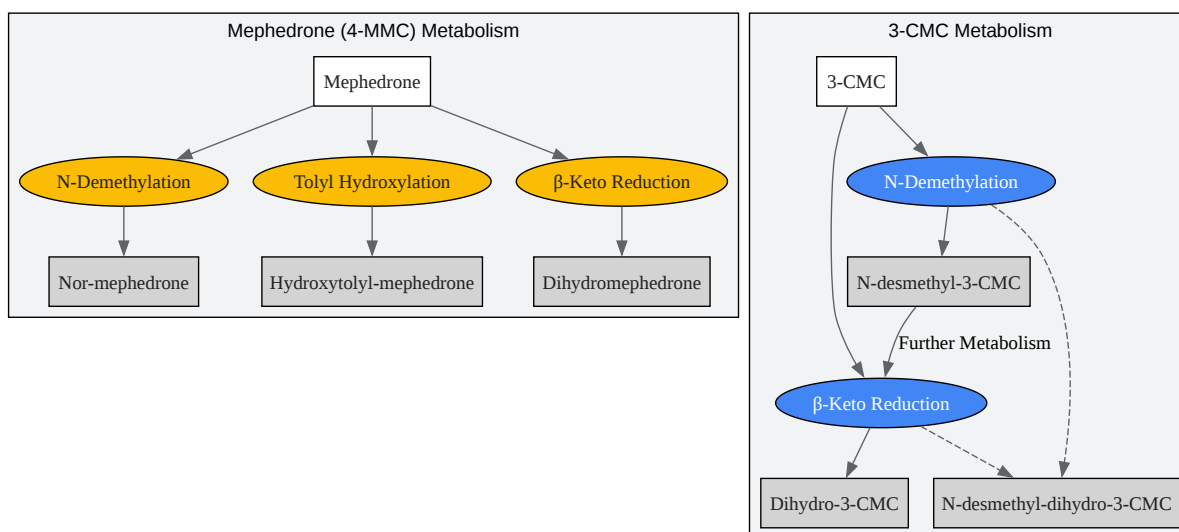 Mephedrone (4-MMC) Metabolism
Mephedrone
N-Demethylation
Tolyl Hydroxylation
β-Keto Reduction
Nor-mephedrone
Hydroxytolyl-mephedrone
Dihydromephedrone
3-CMC Metabolism
3-CMC
N-Demethylation
N-desmethyl-3-CMC
Further Metabolism
β-Keto Reduction
Dihydro-3-CMC
N-desmethyl-dihydro-3-CMC